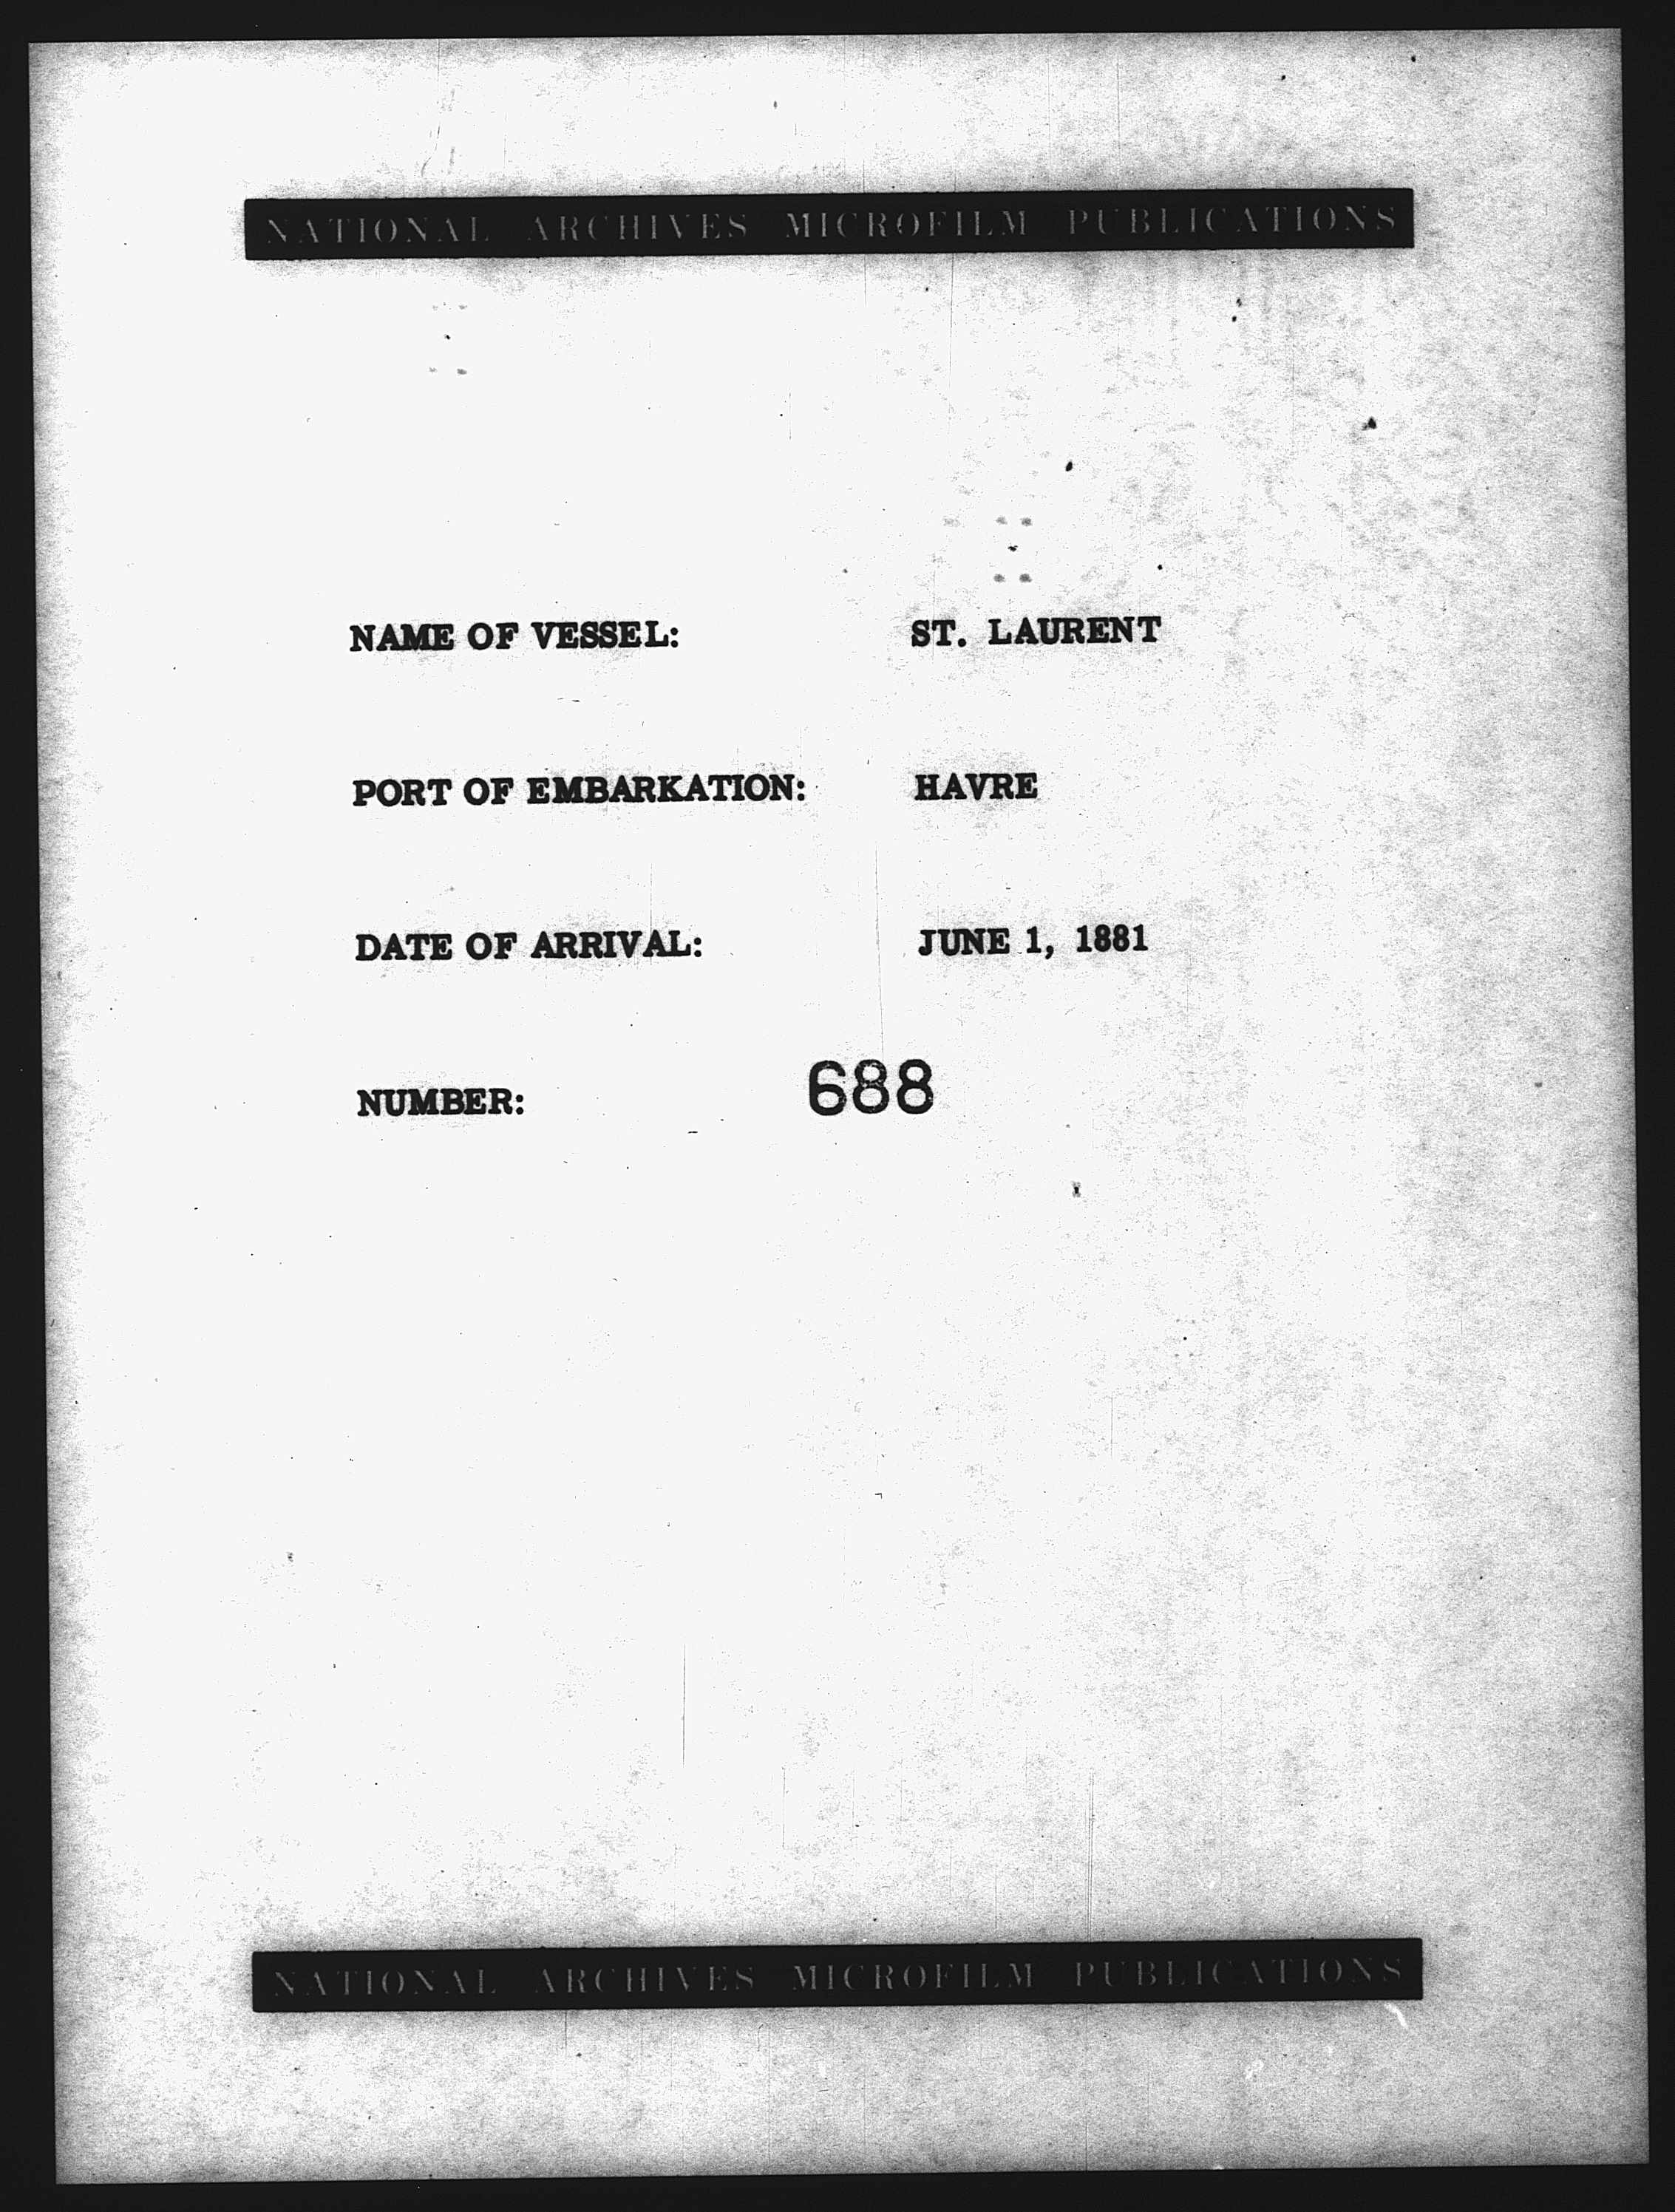 NATIONAL ARCHIVES MICROFILM PUBLICATIONS
NAME OF VESSEL: ST. LAURENT
PORT OF EMBARKATION: HAVRE
DATE OF ARRIVAL: JUNE 1, 1881
NUMBER: 688
NATIONAL ARCHIVES MICROFILM PUBLICATIONS